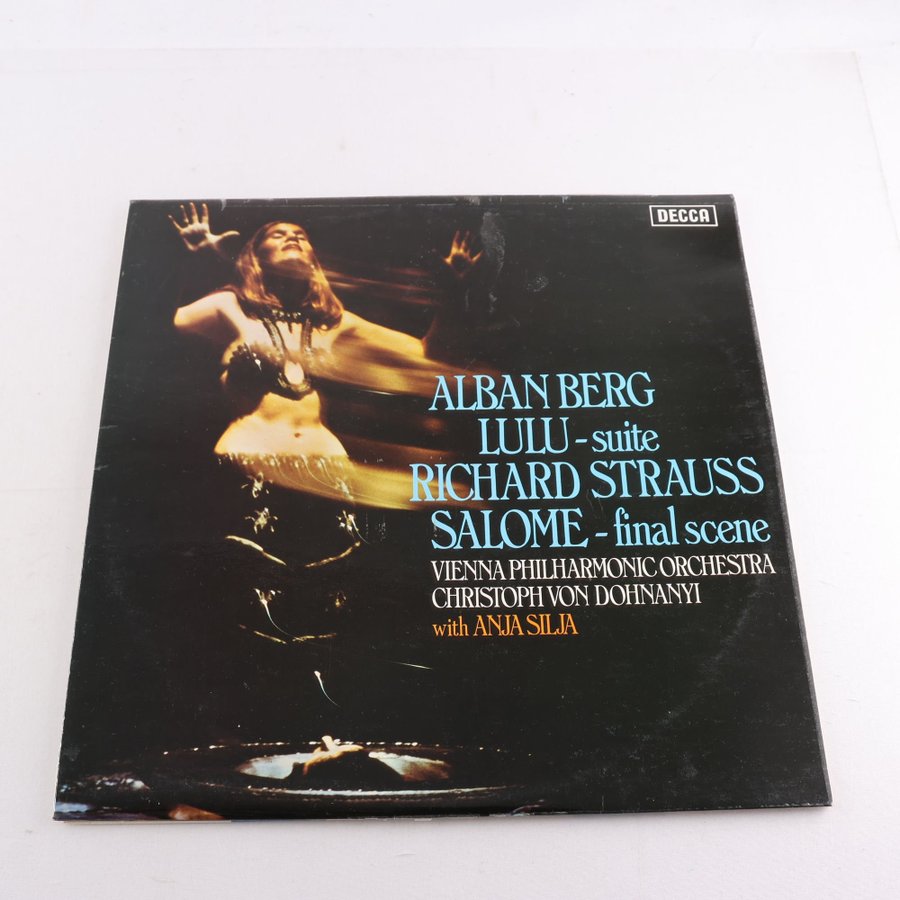 DECCA
ALBAN BERG
LULU - suite
RICHARD STRAUSS
SALOME - final scene
VIENNA PHILHARMONIC ORCHESTRA
CHRISTOPH VON DOHNANYI
with ANJA SILJA